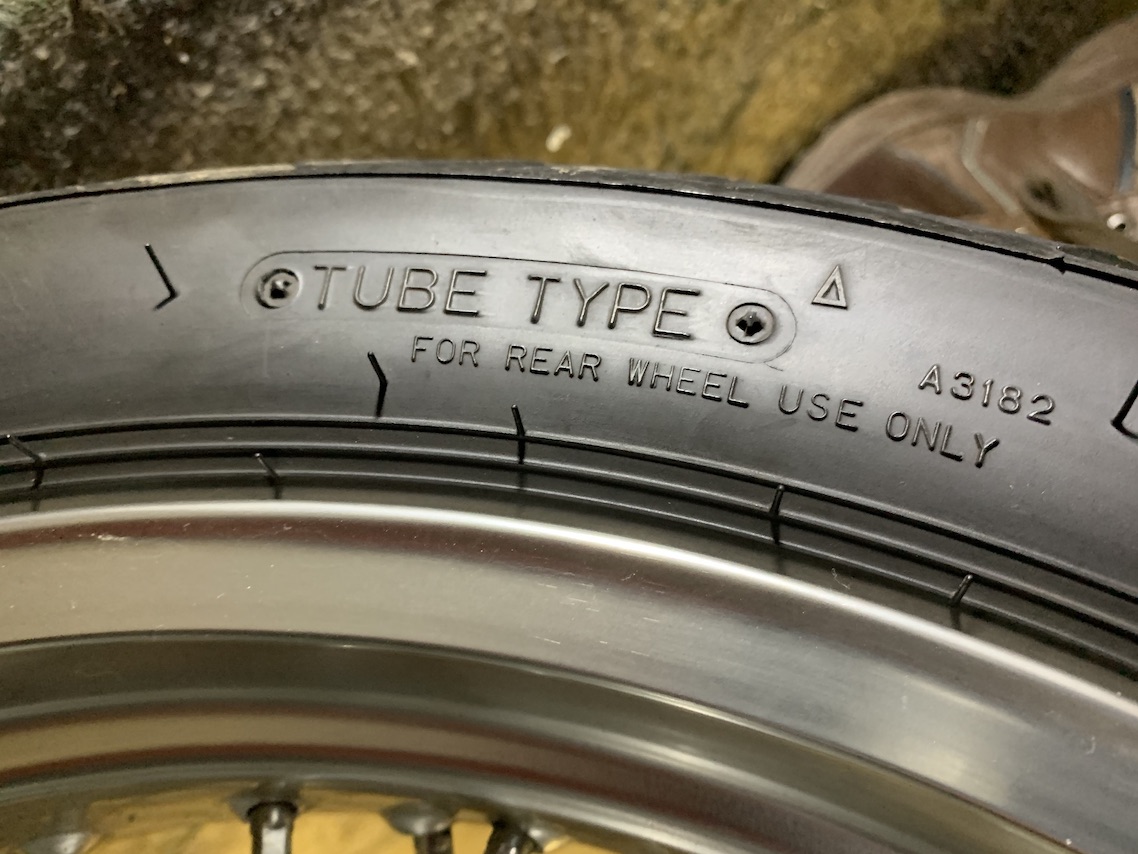 TUBE TYPE
FOR REAR WHEEL USE ONLY
A3182